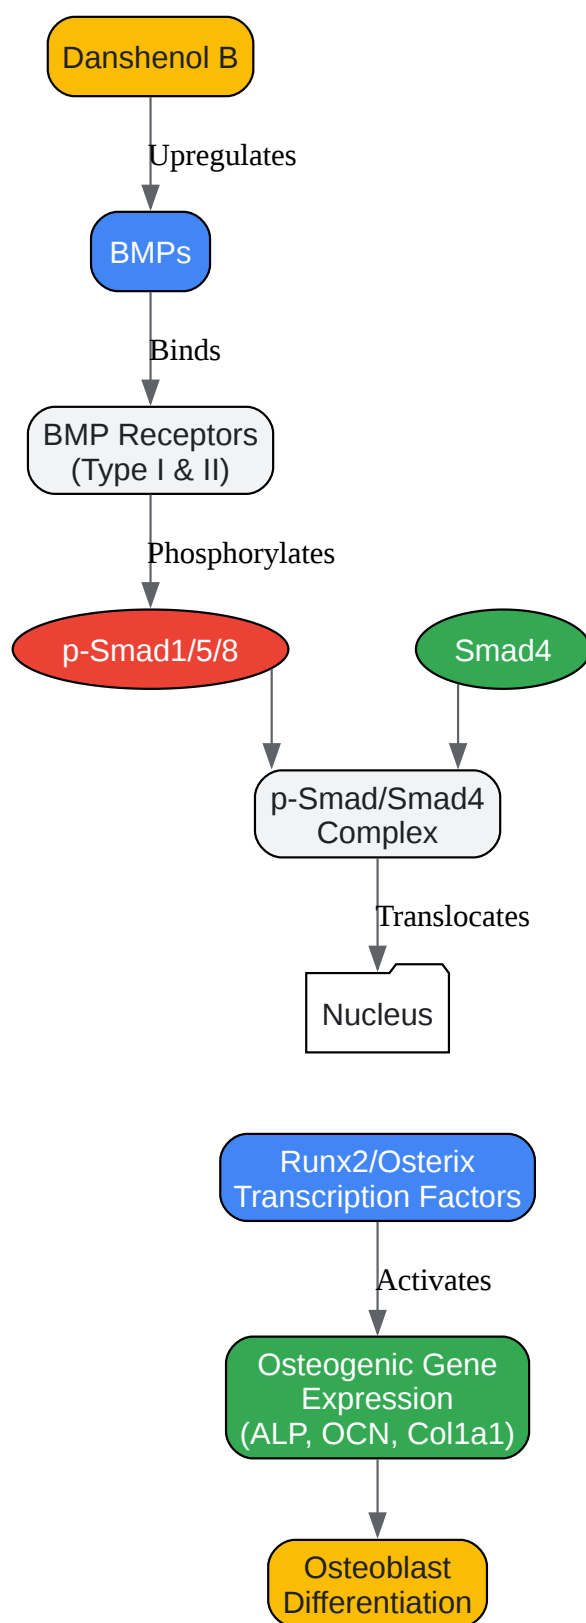 Danshenol B
Upregulates
BMPs
Binds
BMP Receptors
(Type I & II)
Phosphorylates
p-Smad1/5/8
Smad4
p-Smad/Smad4
Complex
Translocates
Nucleus
Runx2/Osterix
Transcription Factors
Activates
Osteogenic Gene
Expression
(ALP, OCN, Col1a1)
Osteoblast
Differentiation